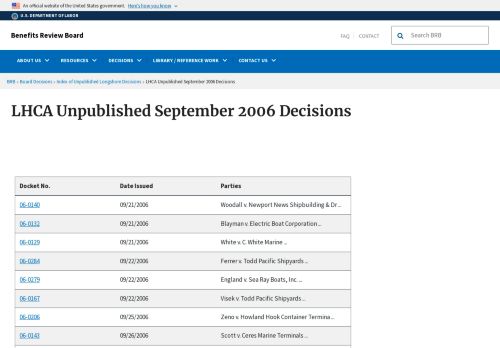 An official website of the United States government. Here's how you know
U.S. DEPARTMENT OF LABOR
Benefits Review Board
FAQ CONTACT
Search BRB
ABOUT US RESOURCES DECISIONS LIBRARY / REFERENCE WORK CONTACT US
BRB › Board Decisions › Index of Unpublished Longshore Decisions › LHCA Unpublished September 2006 Decisions
LHCA Unpublished September 2006 Decisions
Docket No. Date Issued Parties
06-0140 09/21/2006 Woodall v. Newport News Shipbuilding & Dr...
06-0132 09/21/2006 Blayman v. Electric Boat Corporation ...
06-0129 09/21/2006 White v. C. White Marine ...
06-0284 09/22/2006 Ferrer v. Todd Pacific Shipyards ...
06-0279 09/22/2006 England v. Sea Ray Boats, Inc. ...
06-0167 09/22/2006 Visek v. Todd Pacific Shipyards ...
06-0206 09/25/2006 Zeno v. Howland Hook Container Termina...
06-0143 09/26/2006 Scott v. Ceres Marine Terminals ...